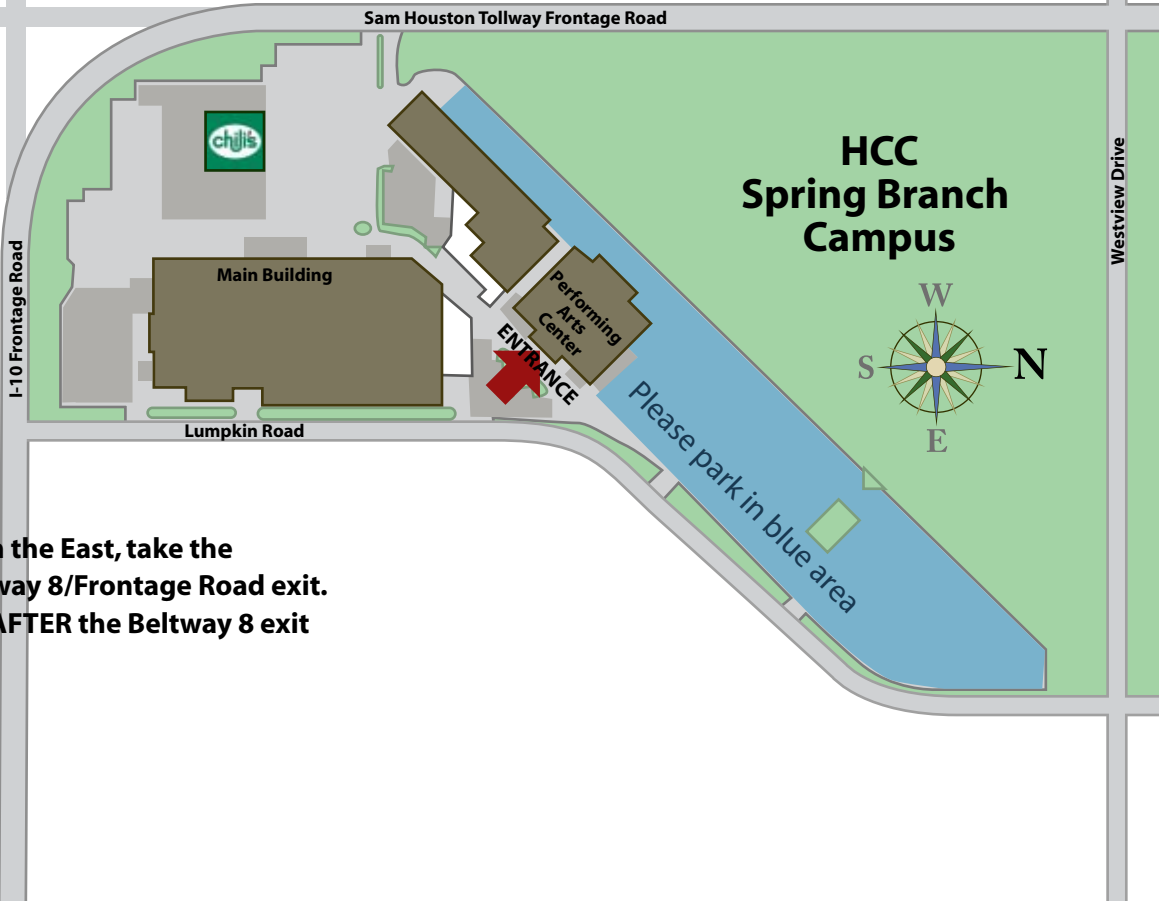 Sam Houston Tollway Frontage Road
chili's
HCC
Spring Branch
Campus
Westview Drive
I-10 Frontage Road
Main Building
Performing
Arts
Center
ENTRANCE
W
N
S
E
Please park in blue area
Lumpkin Road
the East, take the
way 8/Frontage Road exit.
AFTER the Beltway 8 exit